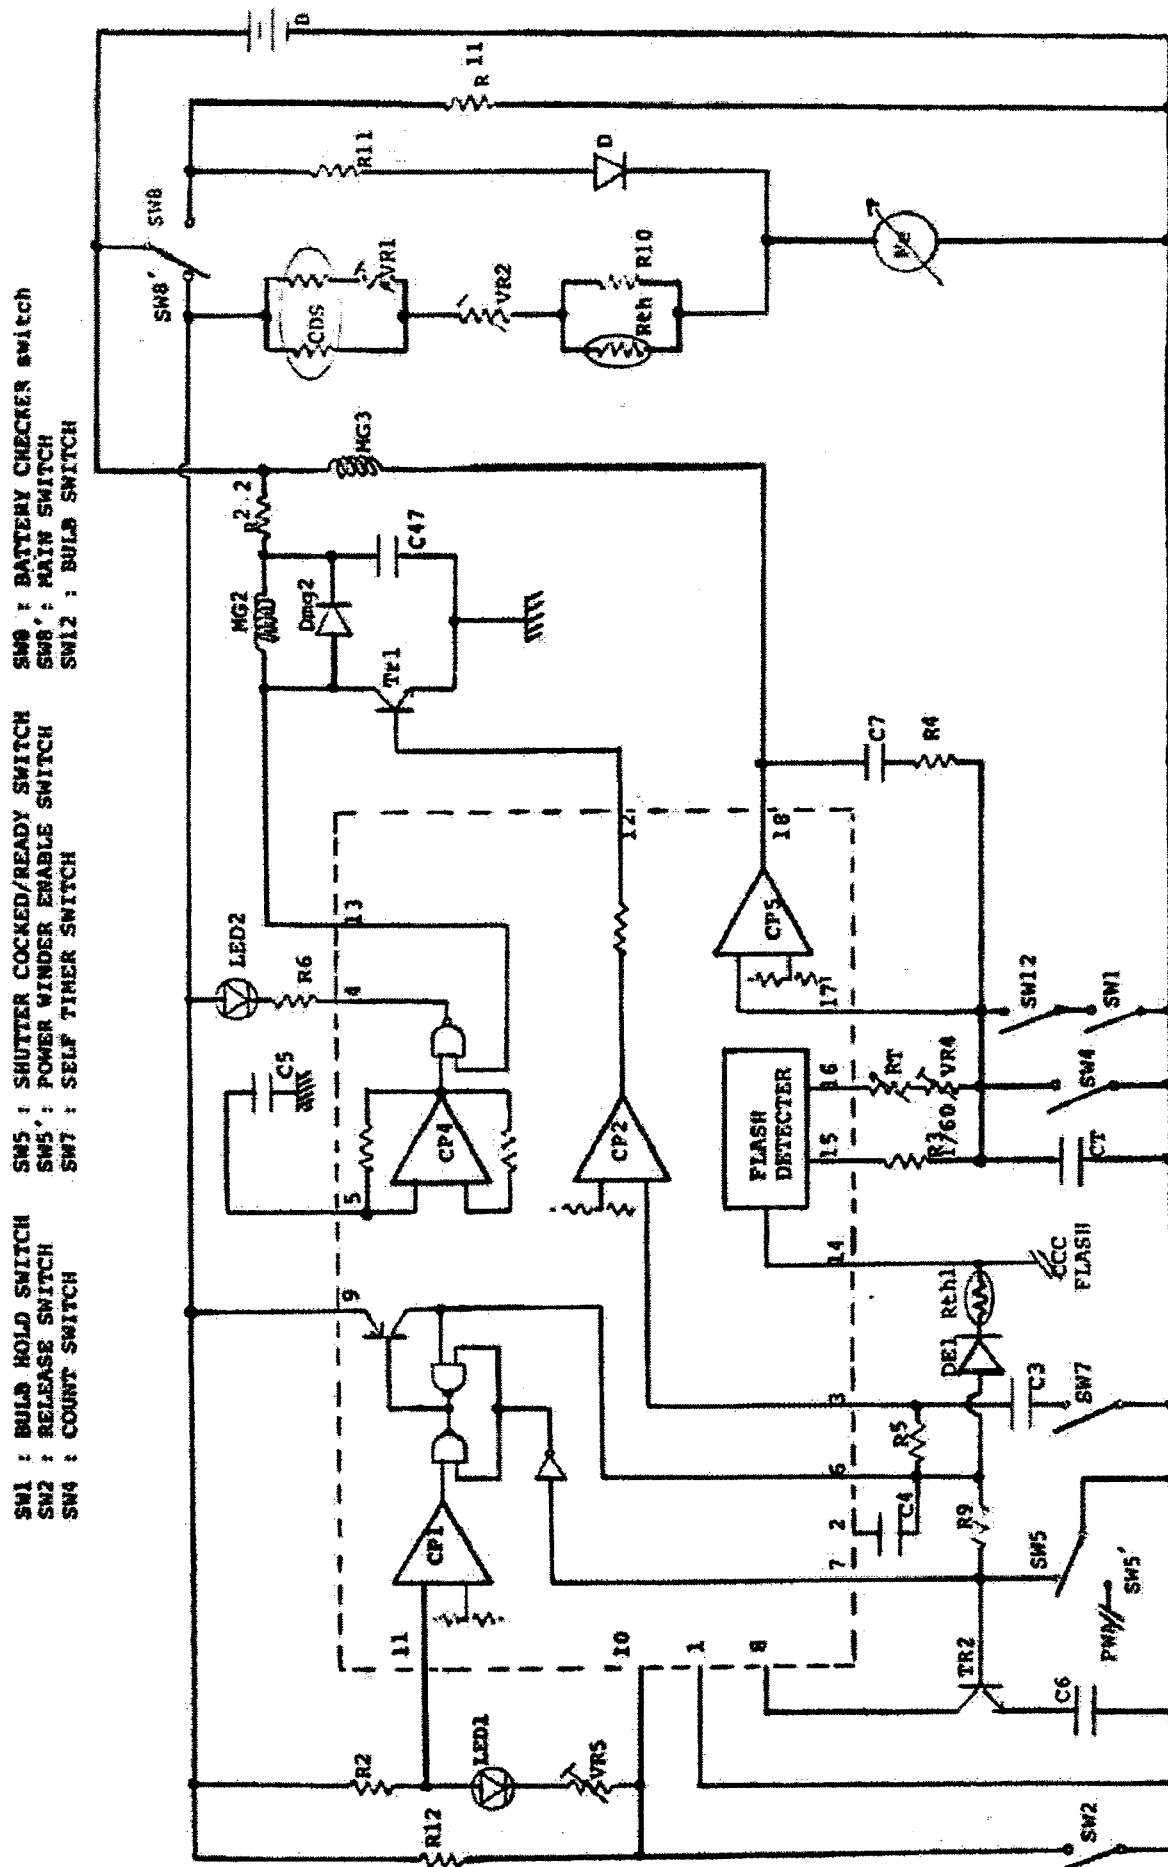 SW1 : BULB HOLD SWITCH
SW2 : RELEASE SWITCH
SW4 : COUNT SWITCH
SW5 : SHUTTER COCKED/READY SWITCH
SW5': POWER WINDER ENABLE SWITCH
SW7 : SELF TIMER SWITCH
SW8 : BATTERY CHECKER switch
SW8': MAIN SWITCH
SW12 : BULB SWITCH
R12
R2
LED1
VR5
11
10
1
8
CP1
9
5
C5
CP4
LED2
R6
4
13
CP2
12
MG2
Dmg2
Tr1
R2.2
C47
MG3
SW8'
SW8
CDS
VR1
VR2
Rth
R10
R11
D
R 11
Me
7
2
6
3
14
15
16
17
18
FLASH
DETECTER
CP5
C7
R4
TR2
C6
R9
C4
R5
DE1
Rth1
C3
SW7
SW5
PWA
SW5'
CCC
FLASH
R3
1/60
RT
VR4
CT
SW4
SW12
SW1
SW2